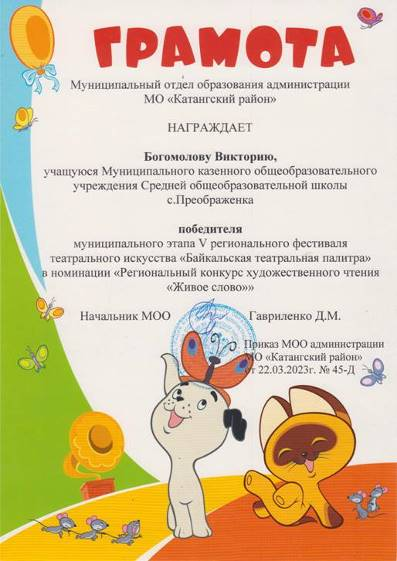 ГРАМОТА
Муниципальный отдел образования администрации
МО «Катангский район»
НАГРАЖДАЕТ
Богомолову Викторию,
учащуюся Муниципального казенного общеобразовательного
учреждения Средней общеобразовательной школы
с.Преображенка
победителя
муниципального этапа V регионального фестиваля
театрального искусства «Байкальская театральная палитра»
в номинации «Региональный конкурс художественного чтения
«Живое слово»»
Начальник МОО Гавриленко Д.М.
Приказ МОО администрации
МО «Катангский район»
от 22.03.2023г. № 45-Д